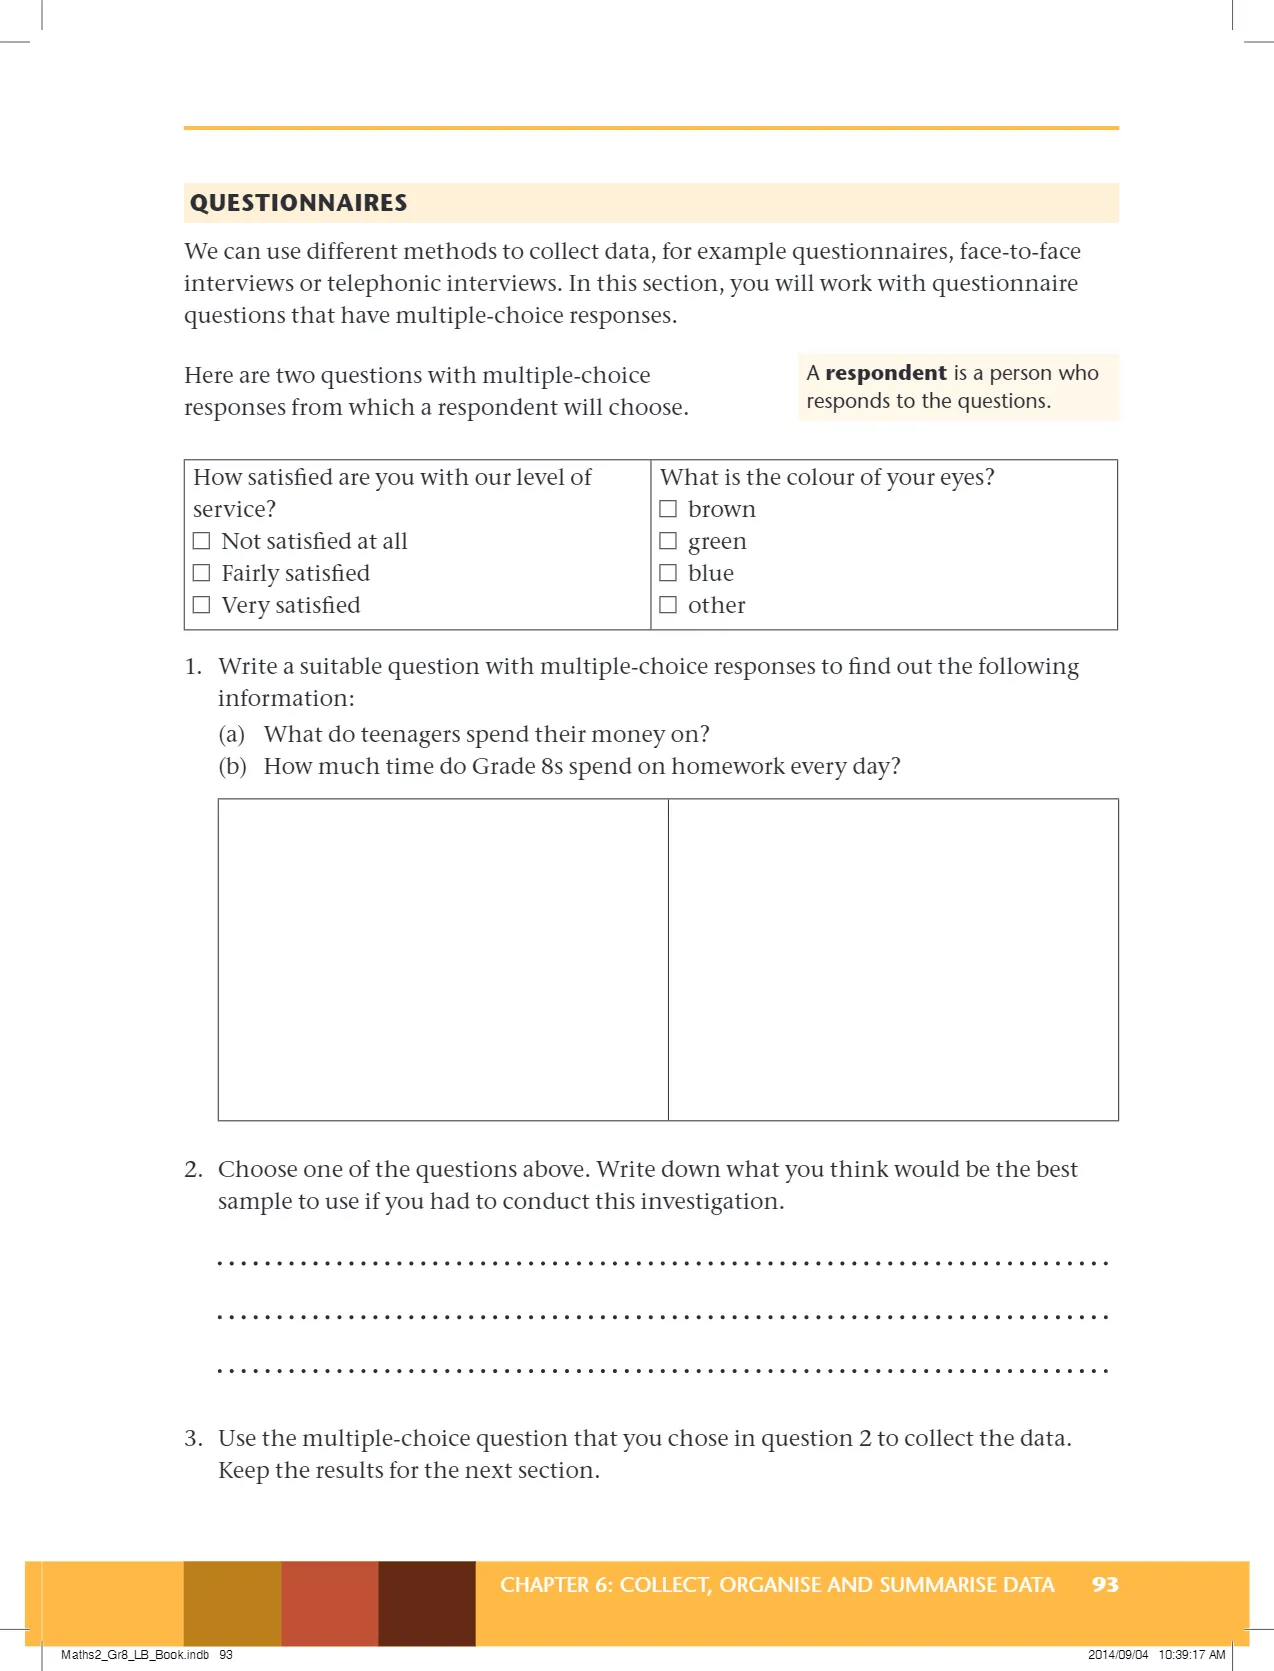 QUESTIONNAIRES
We can use different methods to collect data, for example questionnaires, face-to-face
interviews or telephonic interviews. In this section, you will work with questionnaire
questions that have multiple-choice responses.
Here are two questions with multiple-choice
responses from which a respondent will choose.
A respondent is a person who
responds to the questions.
How satisfied are you with our level of
service?
☐ Not satisfied at all
☐ Fairly satisfied
☐ Very satisfied
What is the colour of your eyes?
☐ brown
☐ green
☐ blue
☐ other
1. Write a suitable question with multiple-choice responses to find out the following
information:
(a) What do teenagers spend their money on?
(b) How much time do Grade 8s spend on homework every day?
2. Choose one of the questions above. Write down what you think would be the best
sample to use if you had to conduct this investigation.
3. Use the multiple-choice question that you chose in question 2 to collect the data.
Keep the results for the next section.
CHAPTER 6: COLLECT, ORGANISE AND SUMMARISE DATA 93
Maths2_Gr8_LB_Book.indb 93
2014/09/04 10:39:17 AM